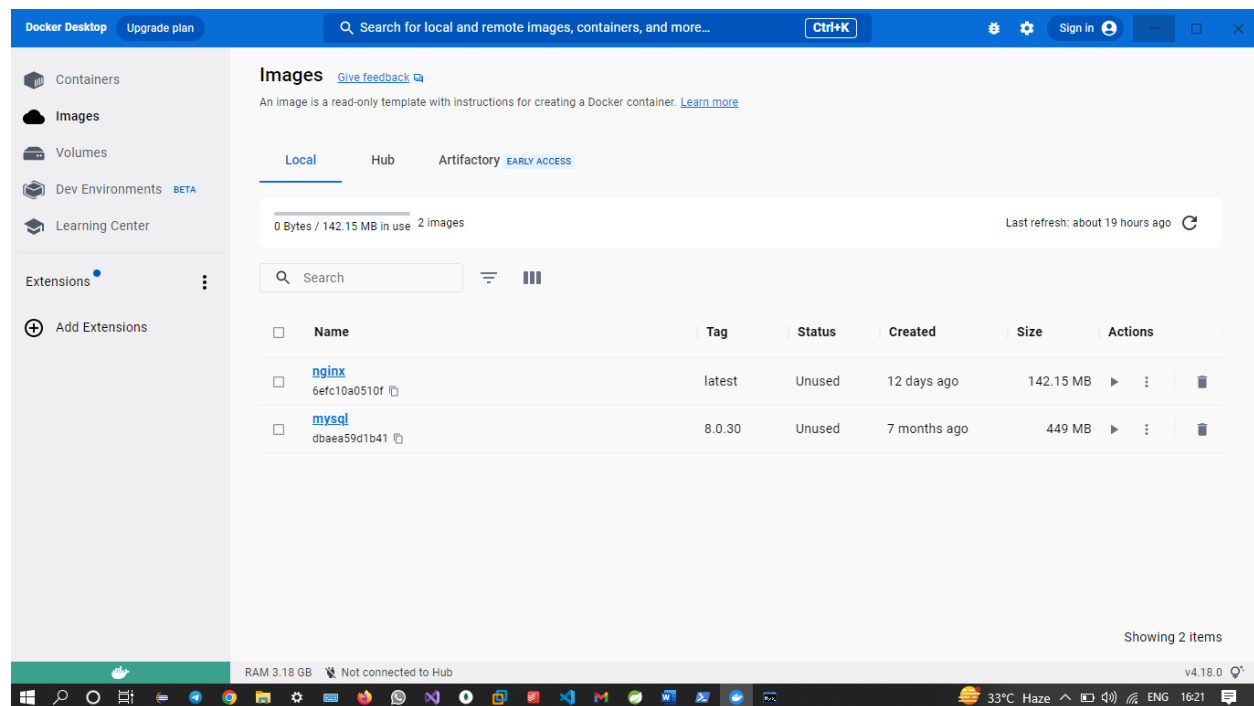 Docker Desktop Upgrade plan Search for local and remote images, containers, and more... Ctrl+K Sign in
Containers
Images
Volumes
Dev Environments BETA
Learning Center
Extensions
Add Extensions
Images Give feedback
An image is a read-only template with instructions for creating a Docker container. Learn more
Local Hub Artifactory EARLY ACCESS
0 Bytes / 142.15 MB in use 2 images Last refresh: about 19 hours ago
Search
Name Tag Status Created Size Actions
nginx latest Unused 12 days ago 142.15 MB
6efc10a0510f
mysql 8.0.30 Unused 7 months ago 449 MB
dbaea59d1b41
Showing 2 items
RAM 3.18 GB Not connected to Hub v4.18.0
33°C Haze ENG 16:21